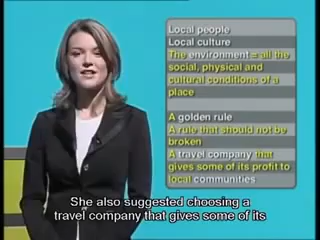 Local people
Local culture
The environment = all the
social, physical and
cultural conditions of a
place
A golden rule
A rule that should not be
broken
A travel company that
gives some of its profit to
local communities
She also suggested choosing a
travel company that gives some of its